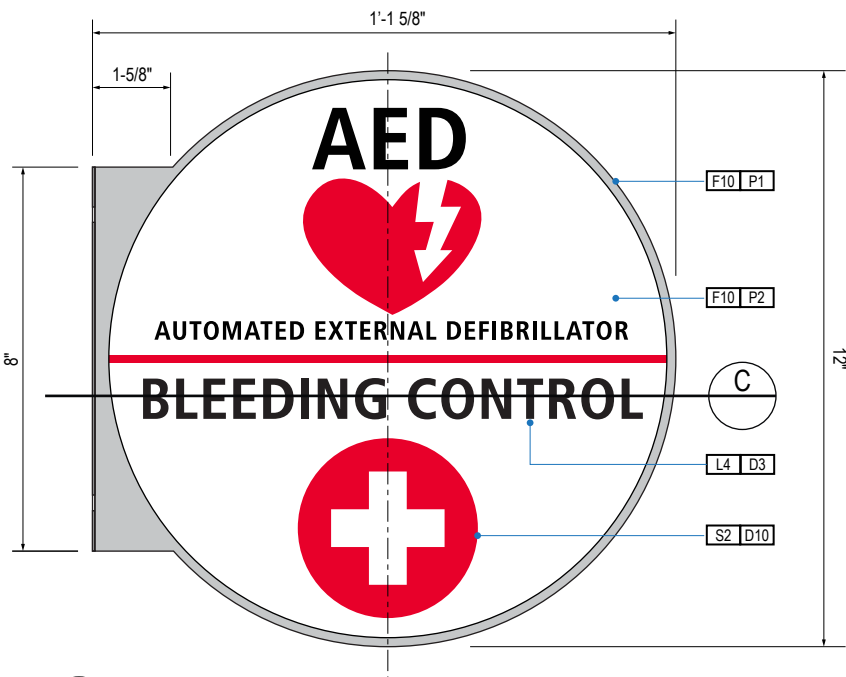 1'-1 5/8"
1-5/8"
AED
F10 P1
F10 P2
AUTOMATED EXTERNAL DEFIBRILLATOR
8"
12"
C
BLEEDING CONTROL
L4 D3
S2 D10